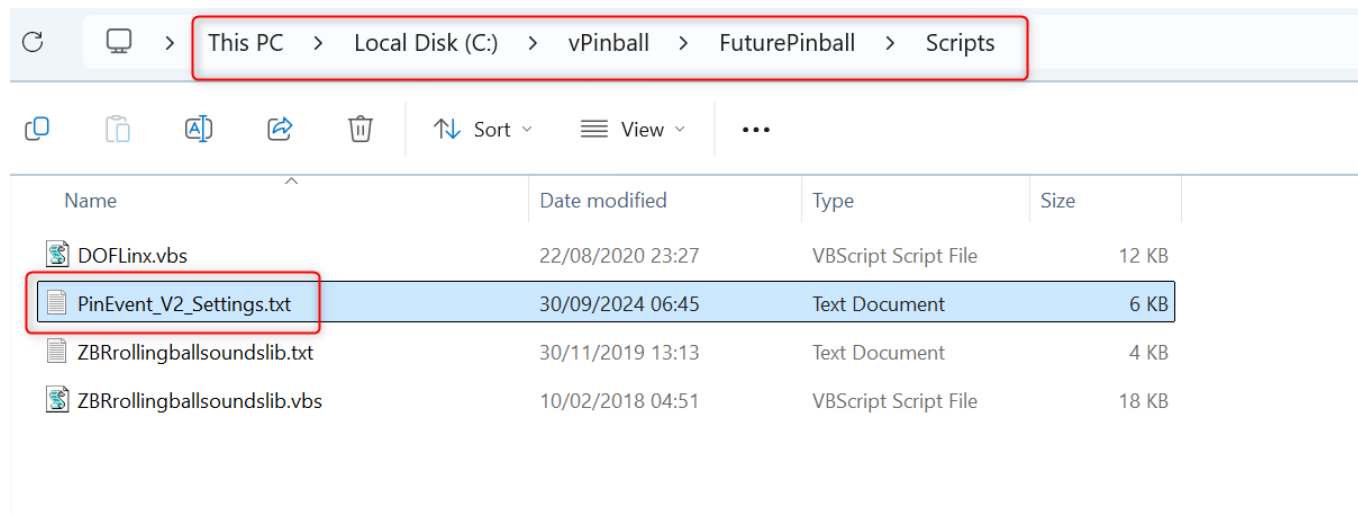 This PC > Local Disk (C:) > vPinball > FuturePinball > Scripts
Sort View
Name Date modified Type Size
DOFLinx.vbs 22/08/2020 23:27 VBScript Script File 12 KB
PinEvent_V2_Settings.txt 30/09/2024 06:45 Text Document 6 KB
ZBRrollingballsoundslib.txt 30/11/2019 13:13 Text Document 4 KB
ZBRrollingballsoundslib.vbs 10/02/2018 04:51 VBScript Script File 18 KB